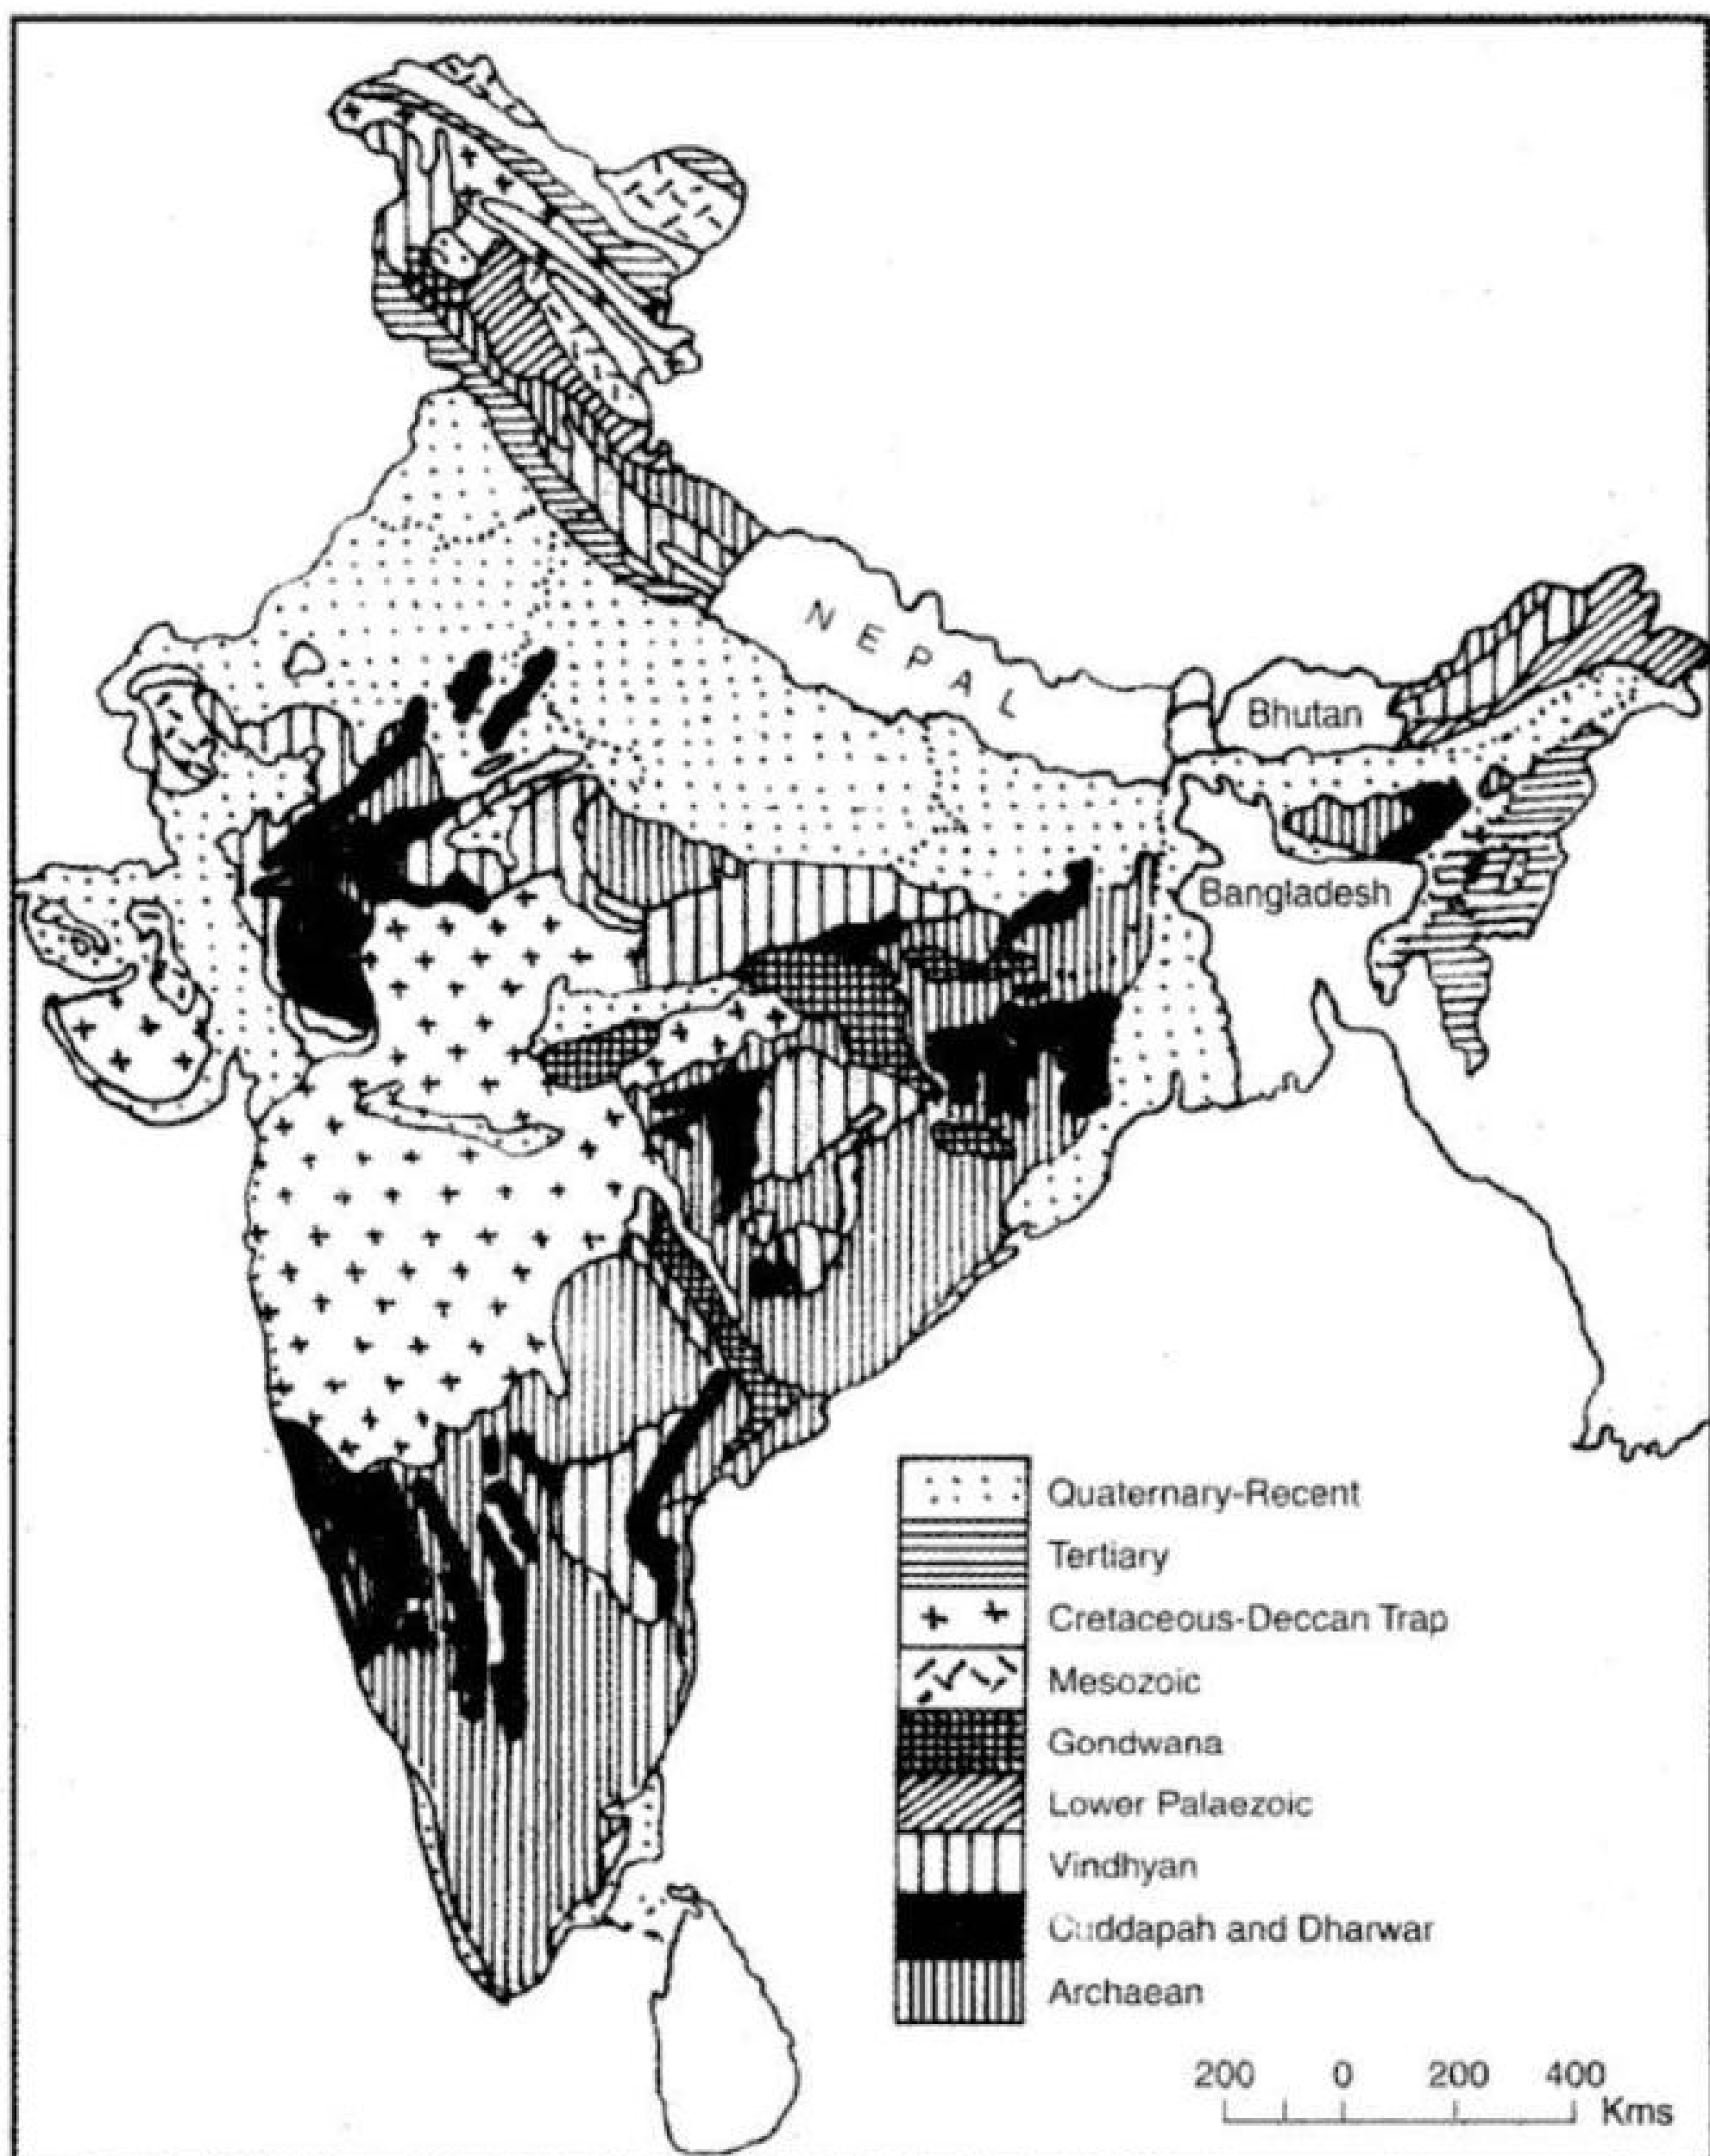 NEPAL
Bhutan
Bangladesh
Quaternary-Recent
Tertiary
Cretaceous-Deccan Trap
Mesozoic
Gondwana
Lower Palaezoic
Vindhyan
Cuddapah and Dharwar
Archaean
200 0 200 400
Kms